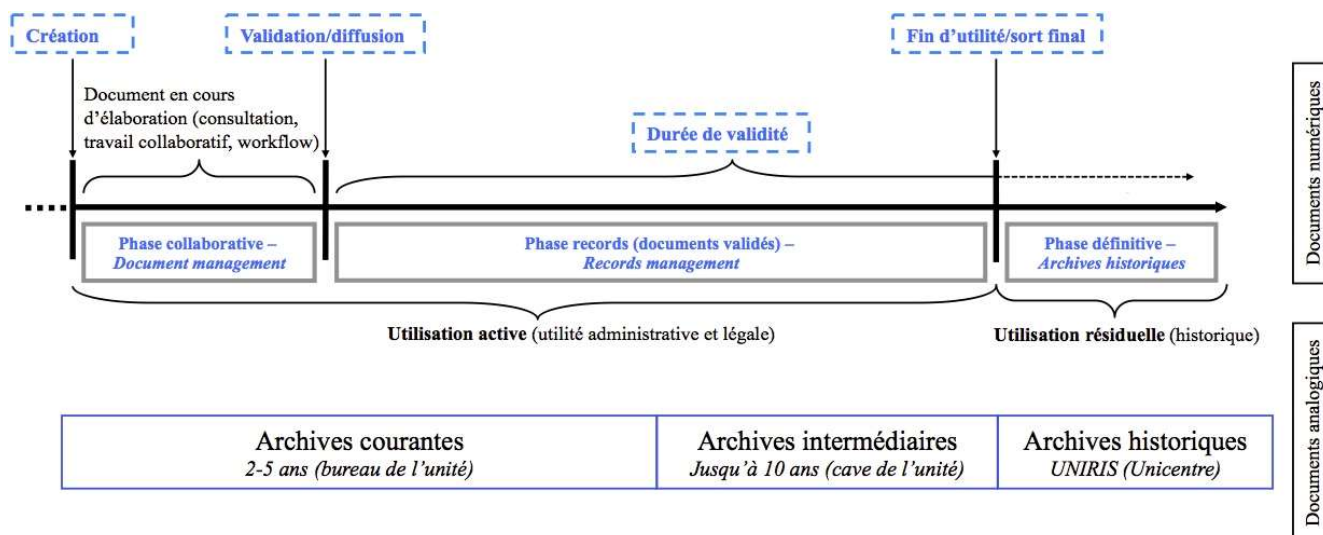 Création
Validation/diffusion
Fin d’utilité/sort final
Document en cours
d’élaboration (consultation,
travail collaboratif, workflow)
Durée de validité
Phase collaborative –
Document management
Phase records (documents validés) –
Records management
Phase définitive –
Archives historiques
Utilisation active (utilité administrative et légale)
Utilisation résiduelle (historique)
Documents numériques
Archives courantes
2-5 ans (bureau de l’unité)
Archives intermédiaires
Jusqu’à 10 ans (cave de l’unité)
Archives historiques
UNIRIS (Unicentre)
Documents analogiques